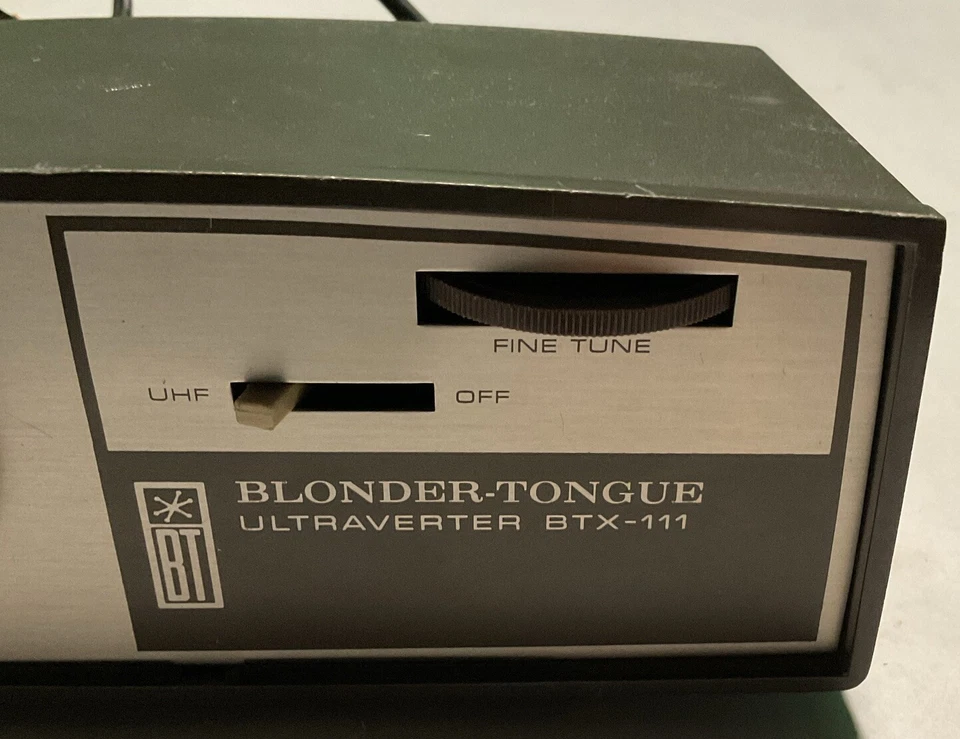 FINE TUNE
UHF OFF
BLONDER-TONGUE
ULTRAVERTER BTX-111
BT